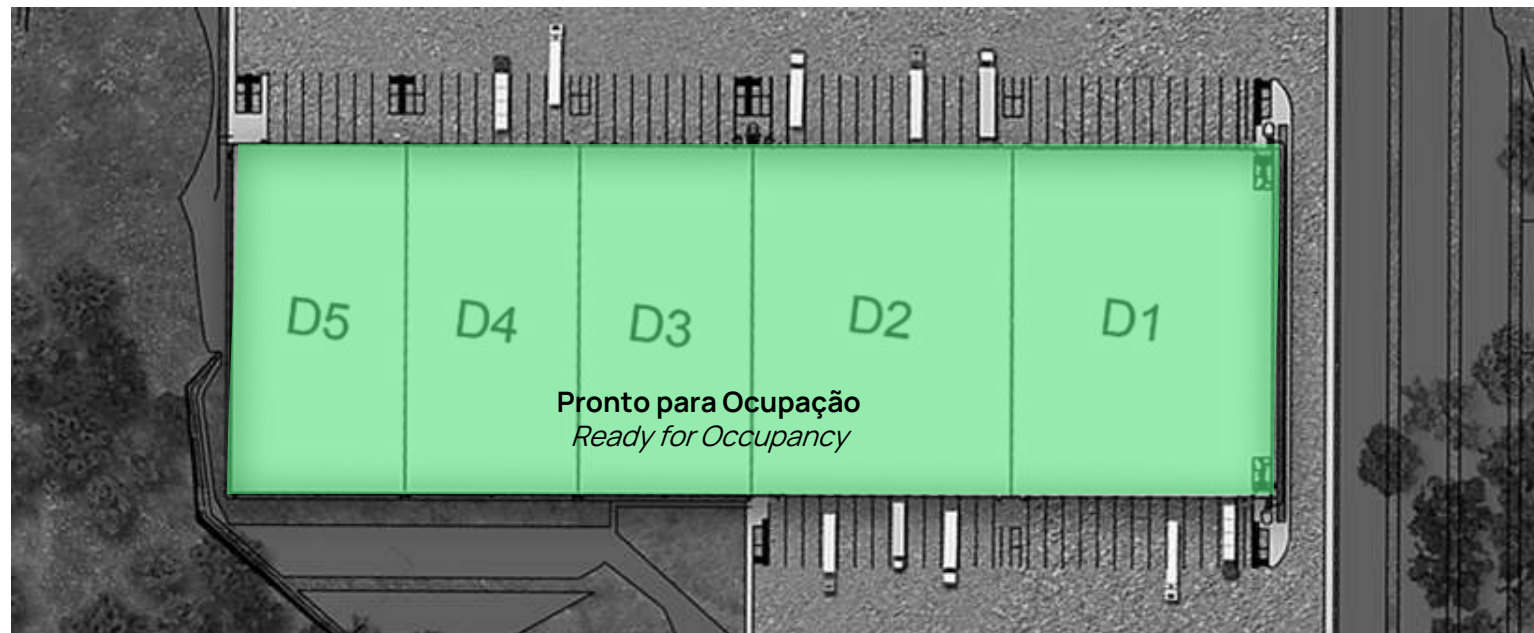 D5
D4
D3
D2
D1
Pronto para Ocupação
Ready for Occupancy